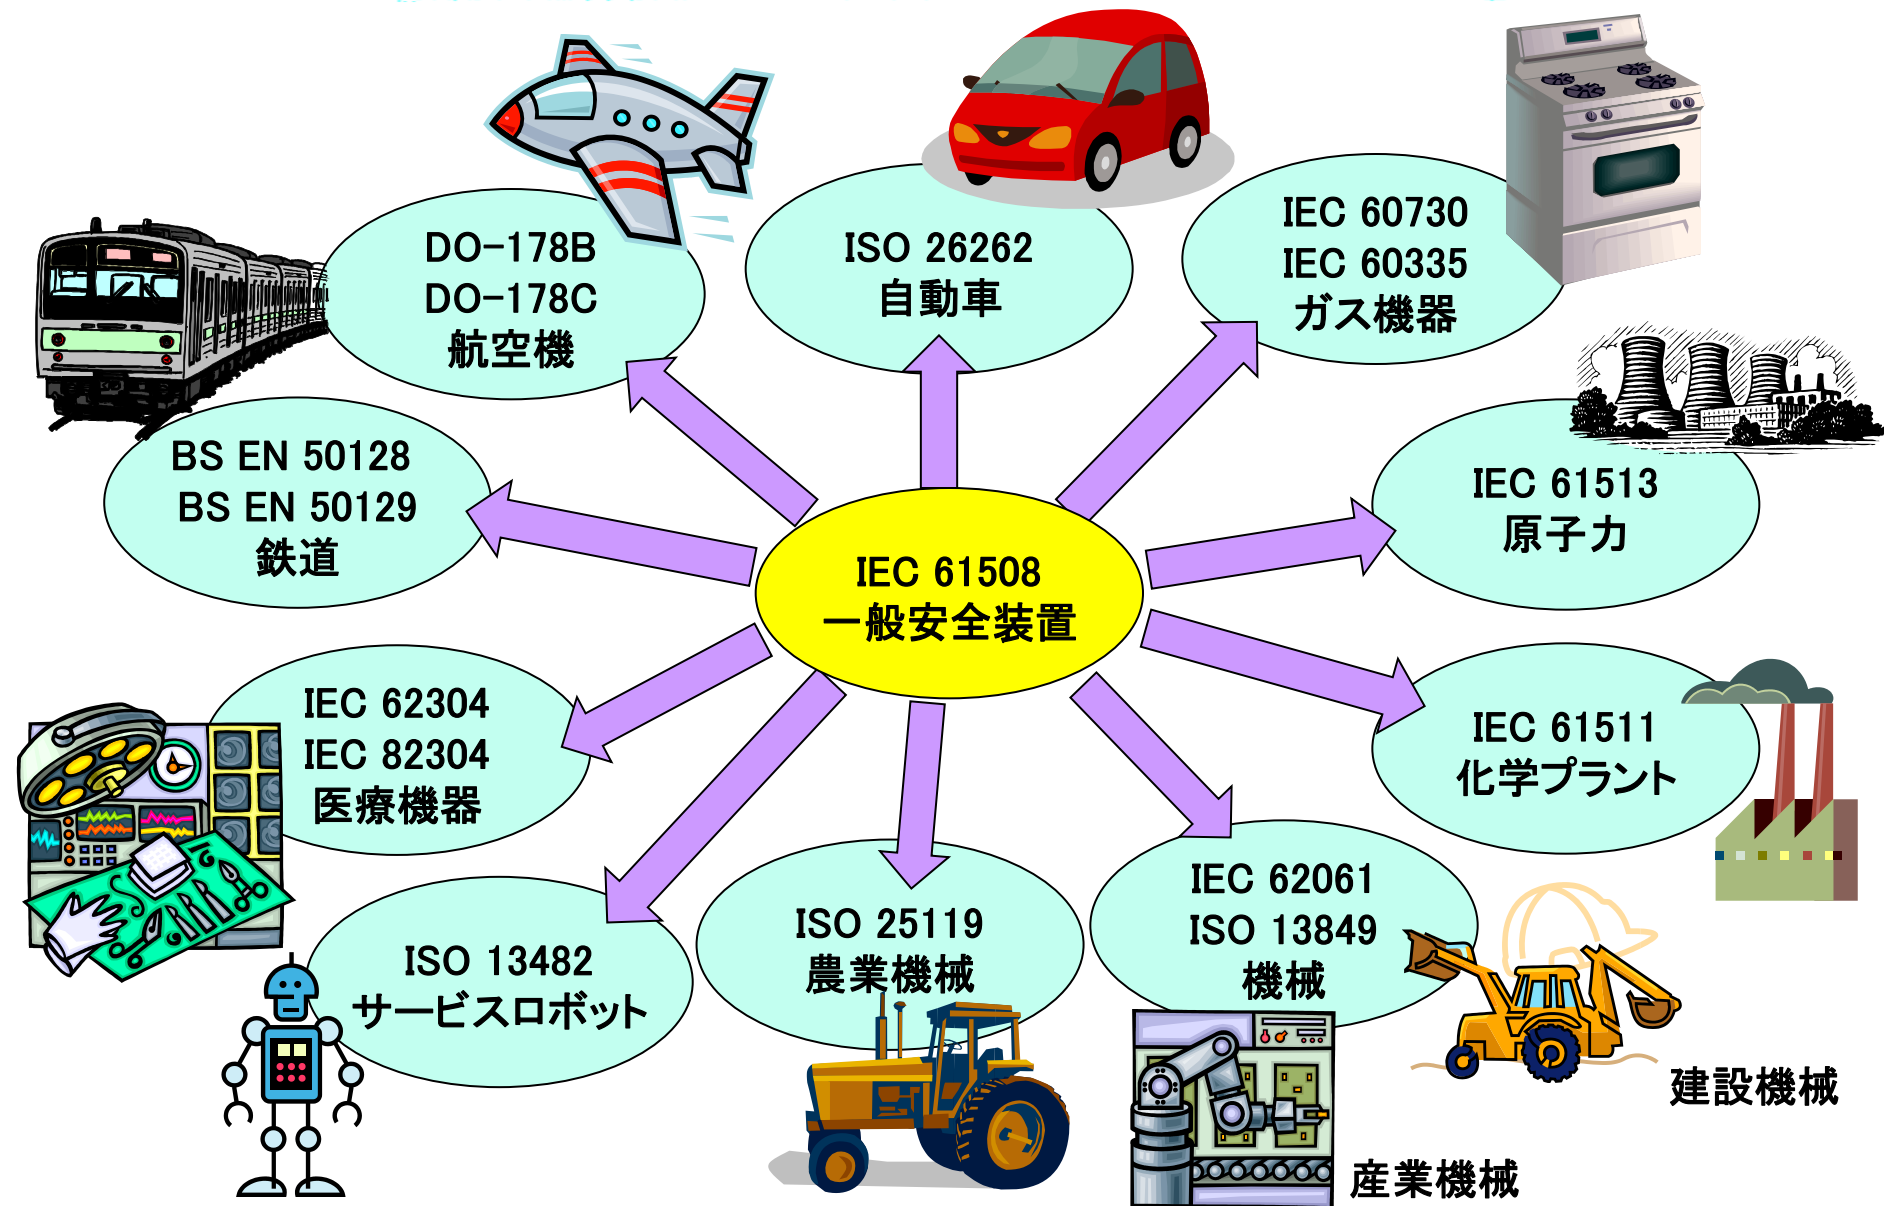 DO-178B
DO-178C
航空機
ISO 26262
自動車
IEC 60730
IEC 60335
ガス機器
BS EN 50128
BS EN 50129
鉄道
IEC 61513
原子力
IEC 61508
一般安全装置
IEC 62304
IEC 82304
医療機器
IEC 61511
化学プラント
ISO 13482
サービスロボット
ISO 25119
農業機械
IEC 62061
ISO 13849
機械
建設機械
産業機械